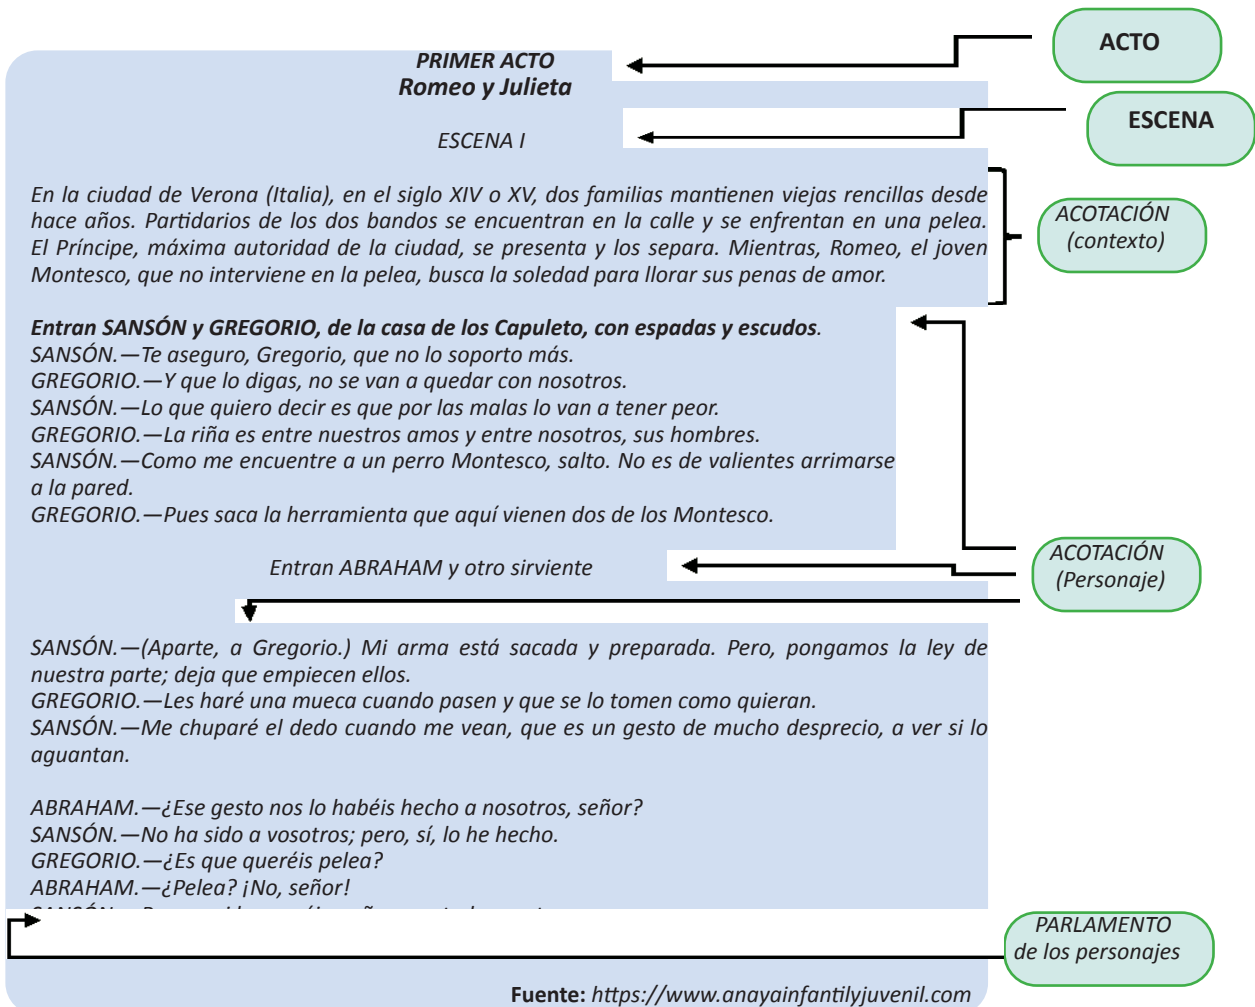 ACTO
PRIMER ACTO
Romeo y Julieta
ESCENA
ESCENA I
En la ciudad de Verona (Italia), en el siglo XIV o XV, dos familias mantienen viejas rencillas desde
hace años. Partidarios de los dos bandos se encuentran en la calle y se enfrentan en una pelea.
El Príncipe, máxima autoridad de la ciudad, se presenta y los separa. Mientras, Romeo, el joven
Montesco, que no interviene en la pelea, busca la soledad para llorar sus penas de amor.
ACOTACIÓN
(contexto)
Entran SANSÓN y GREGORIO, de la casa de los Capuleto, con espadas y escudos.
SANSÓN.—Te aseguro, Gregorio, que no lo soporto más.
GREGORIO.—Y que lo digas, no se van a quedar con nosotros.
SANSÓN.—Lo que quiero decir es que por las malas lo van a tener peor.
GREGORIO.—La riña es entre nuestros amos y entre nosotros, sus hombres.
SANSÓN.—Como me encuentre a un perro Montesco, salto. No es de valientes arrimarse
a la pared.
GREGORIO.—Pues saca la herramienta que aquí vienen dos de los Montesco.
Entran ABRAHAM y otro sirviente
ACOTACIÓN
(Personaje)
SANSÓN.—(Aparte, a Gregorio.) Mi arma está sacada y preparada. Pero, pongamos la ley de
nuestra parte; deja que empiecen ellos.
GREGORIO.—Les haré una mueca cuando pasen y que se lo tomen como quieran.
SANSÓN.—Me chuparé el dedo cuando me vean, que es un gesto de mucho desprecio, a ver si lo
aguantan.
ABRAHAM.—¿Ese gesto nos lo habéis hecho a nosotros, señor?
SANSÓN.—No ha sido a vosotros; pero, sí, lo he hecho.
GREGORIO.—¿Es que queréis pelea?
ABRAHAM.—¿Pelea? ¡No, señor!
PARLAMENTO
de los personajes
Fuente: https://www.anayainfantilyjuvenil.com